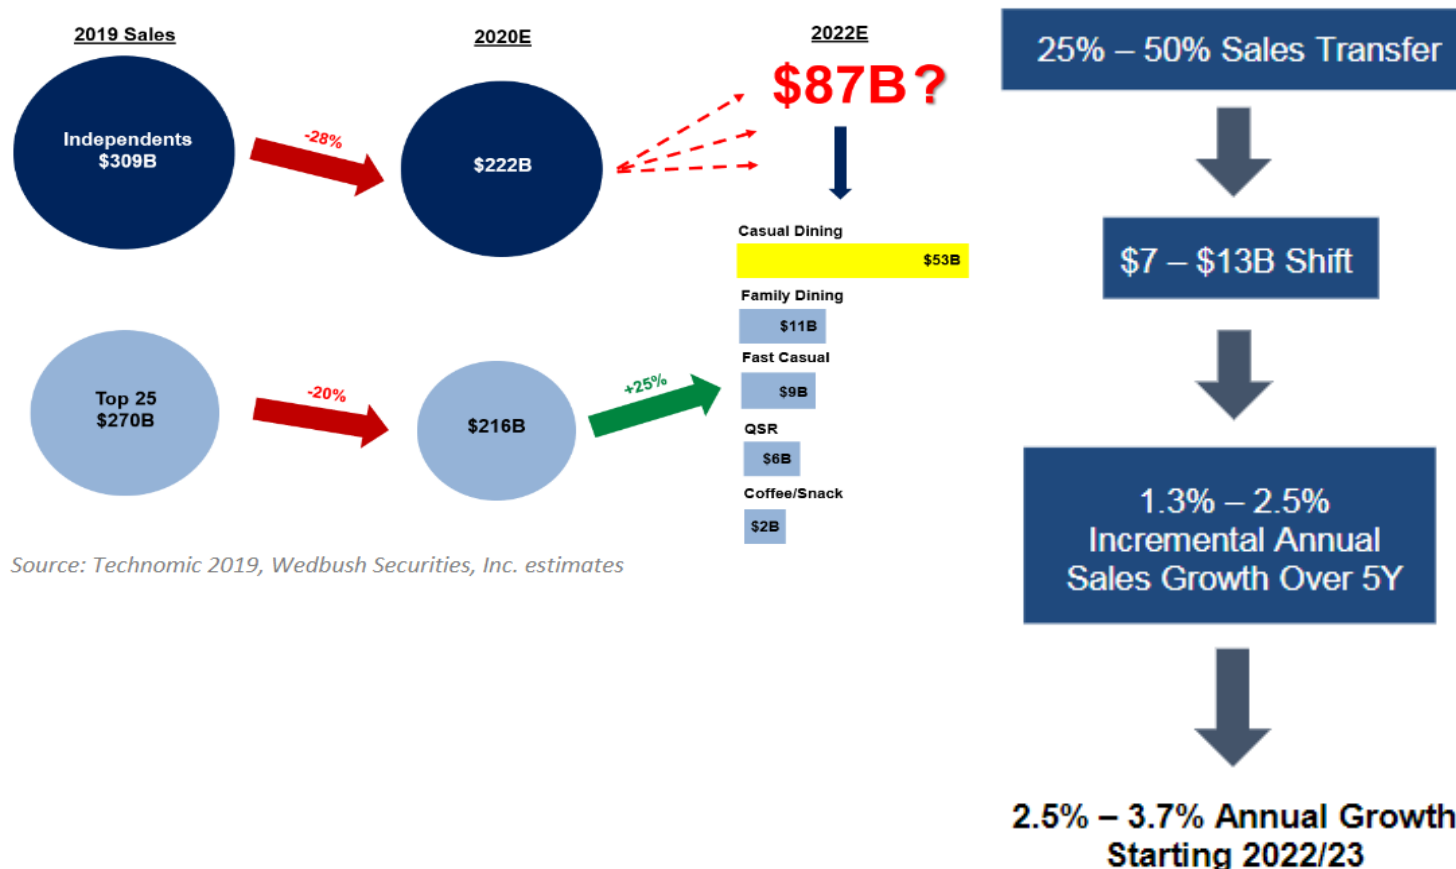 2019 Sales
2020E
2022E
Independents
$309B
-28%
$222B
$87B?
Casual Dining
$53B
Family Dining
$11B
Fast Casual
$9B
QSR
$6B
Coffee/Snack
$2B
Top 25
$270B
-20%
$216B
+25%
Source: Technomic 2019, Wedbush Securities, Inc. estimates
25% – 50% Sales Transfer
$7 – $13B Shift
1.3% – 2.5%
Incremental Annual
Sales Growth Over 5Y
2.5% – 3.7% Annual Growth
Starting 2022/23